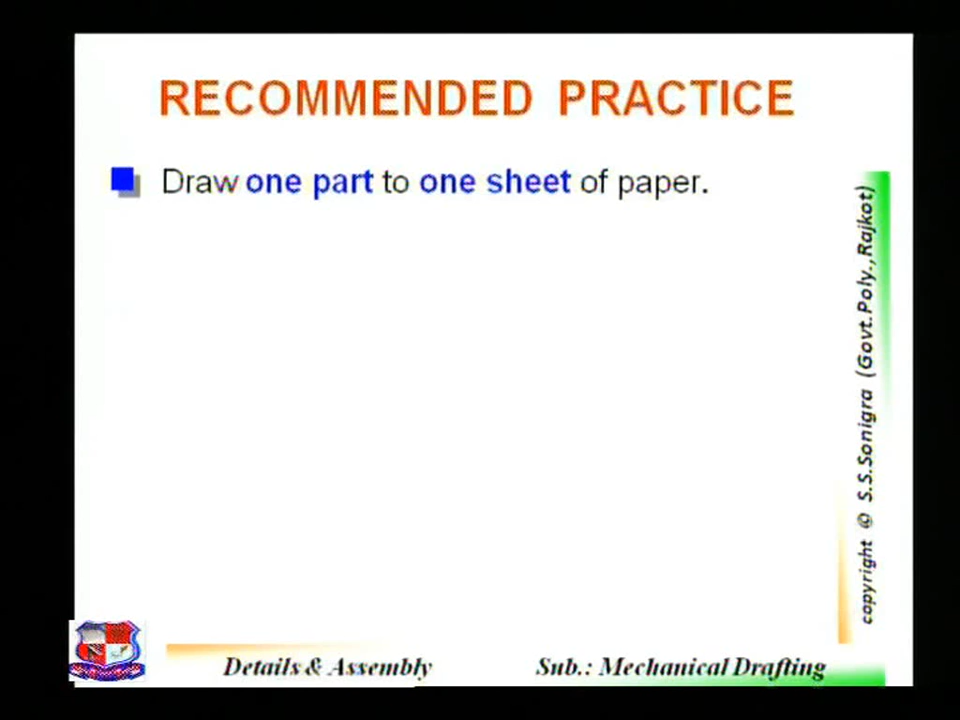 RECOMMENDED PRACTICE
Draw one part to one sheet of paper.
copyright @ S.S.Sonigra (Govt.Poly.,Rajkot)
Details & Assembly
Sub.: Mechanical Drafting